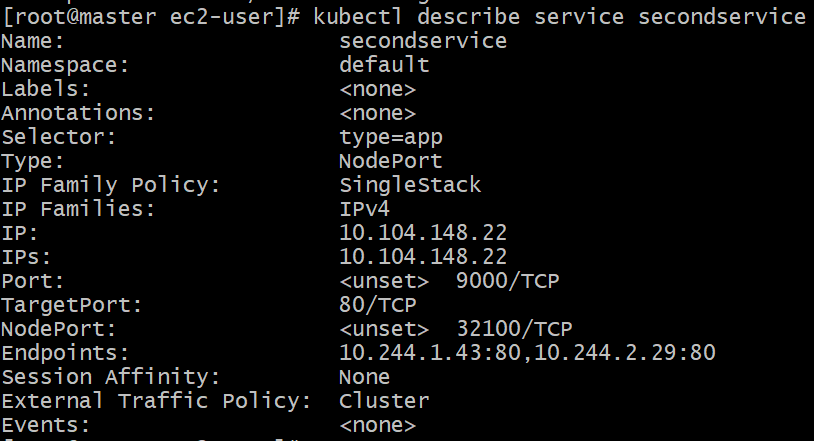 [root@master ec2-user]# kubectl describe service secondservice
Name:                     secondservice
Namespace:                default
Labels:                   <none>
Annotations:              <none>
Selector:                 type=app
Type:                     NodePort
IP Family Policy:         SingleStack
IP Families:              IPv4
IP:                       10.104.148.22
IPs:                      10.104.148.22
Port:                     <unset>  9000/TCP
TargetPort:               80/TCP
NodePort:                 <unset>  32100/TCP
Endpoints:                10.244.1.43:80,10.244.2.29:80
Session Affinity:         None
External Traffic Policy:  Cluster
Events:                   <none>